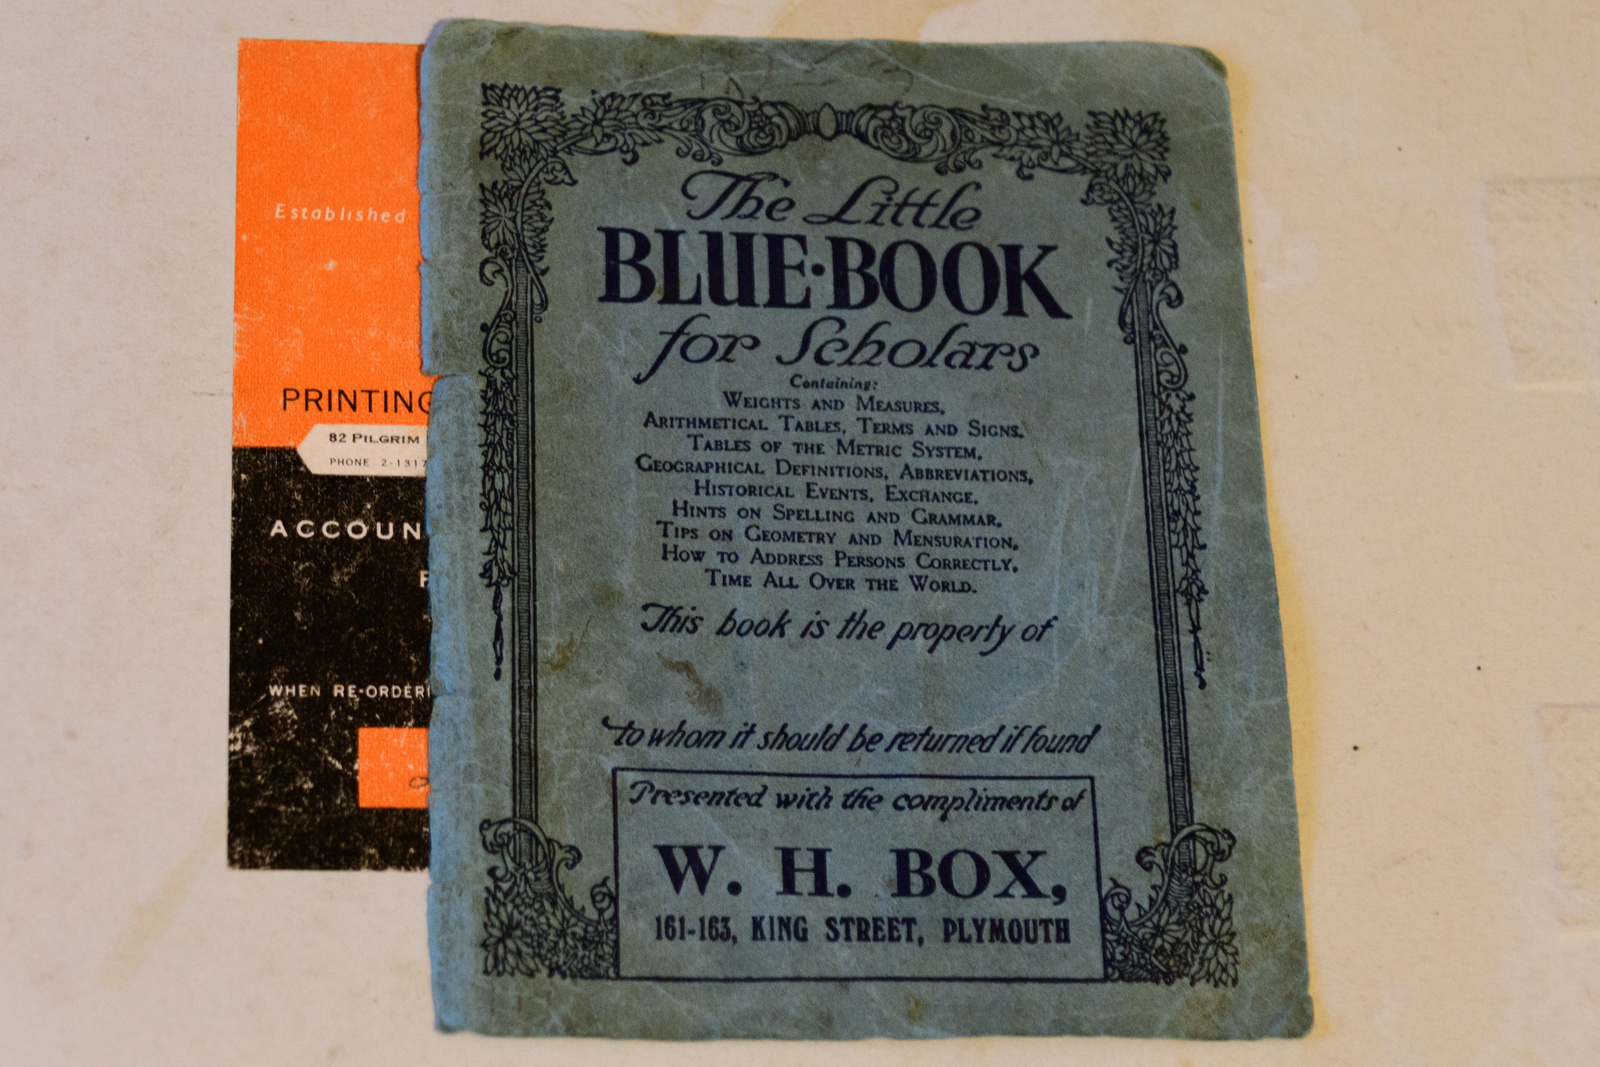 Established
PRINTING
82 PILGRIM
PHONE 2-1317
ACCOUN
WHEN RE-ORDERI
The Little
BLUE·BOOK
for Scholars
Containing:
WEIGHTS AND MEASURES,
ARITHMETICAL TABLES, TERMS AND SIGNS,
TABLES OF THE METRIC SYSTEM,
GEOGRAPHICAL DEFINITIONS, ABBREVIATIONS,
HISTORICAL EVENTS, EXCHANGE,
HINTS ON SPELLING AND GRAMMAR,
TIPS ON GEOMETRY AND MENSURATION,
HOW TO ADDRESS PERSONS CORRECTLY,
TIME ALL OVER THE WORLD.
This book is the property of
to whom it should be returned if found
Presented with the compliments of
W. H. BOX,
161-163, KING STREET, PLYMOUTH